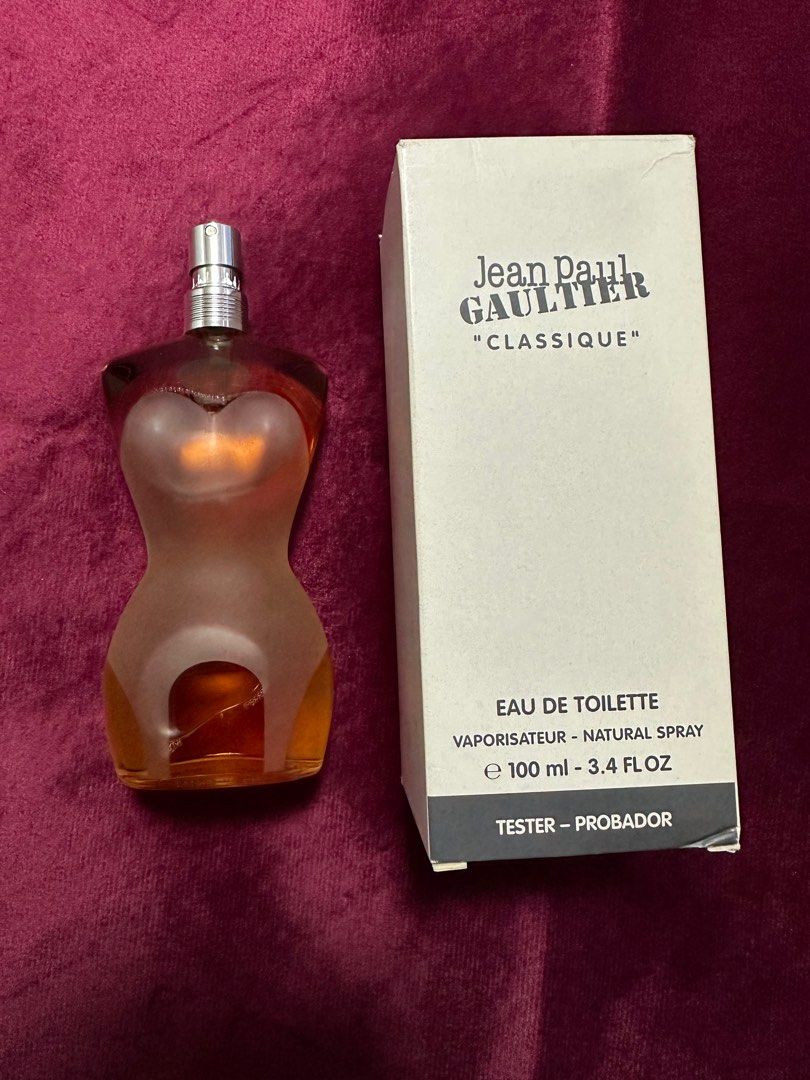 Jean Paul
GAULTIER
"CLASSIQUE"
EAU DE TOILETTE
VAPORISATEUR - NATURAL SPRAY
℮ 100 ml - 3.4 FL OZ
TESTER – PROBADOR